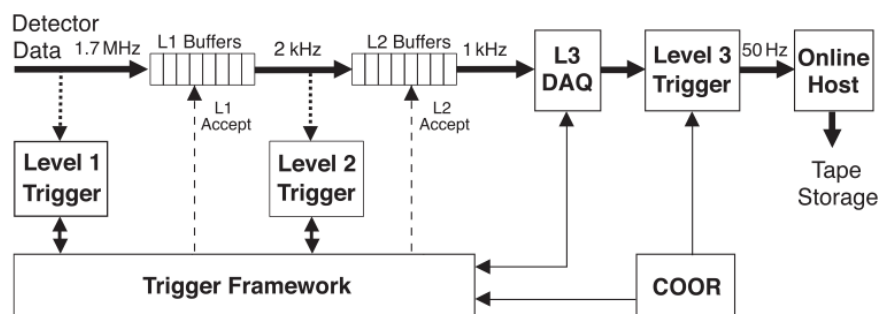 Detector
Data
1.7 MHz
L1 Buffers
2 kHz
L2 Buffers
1 kHz
L3
DAQ
Level 3
Trigger
50 Hz
Online
Host
L1
Accept
L2
Accept
Level 1
Trigger
Level 2
Trigger
Tape
Storage
Trigger Framework
COOR